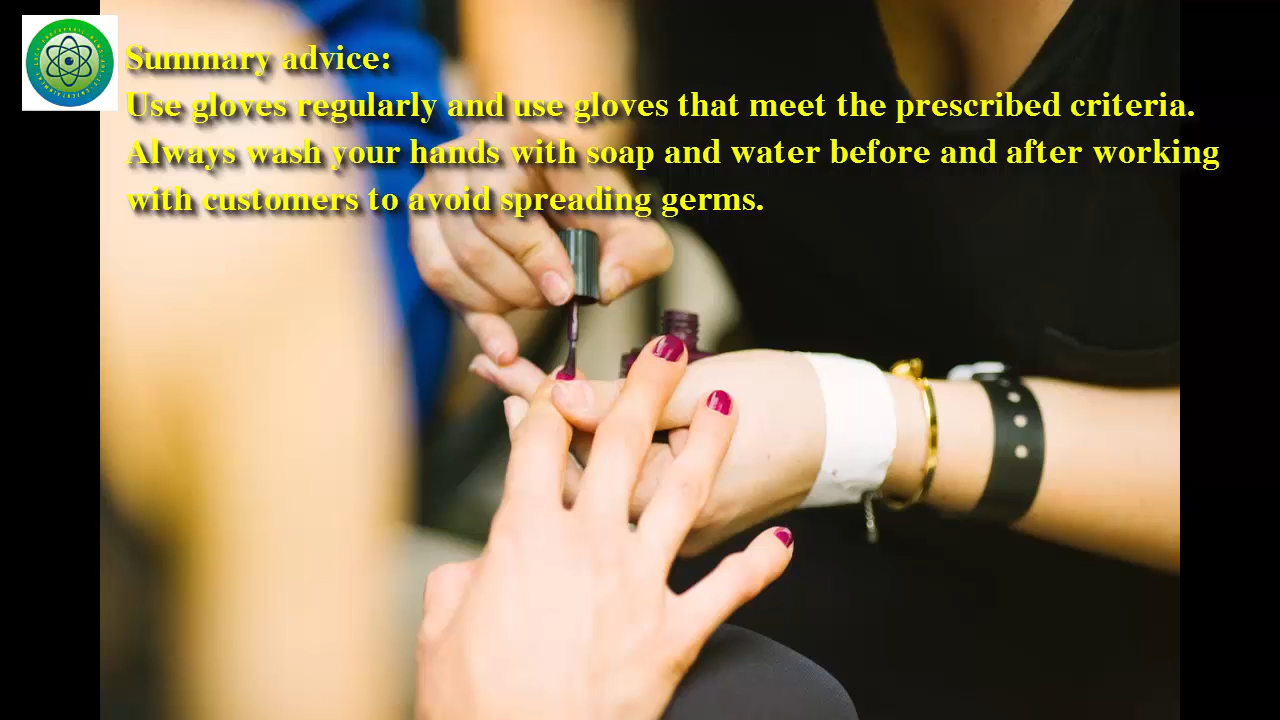 Summary advice:
Use gloves regularly and use gloves that meet the prescribed criteria.
Always wash your hands with soap and water before and after working
with customers to avoid spreading germs.